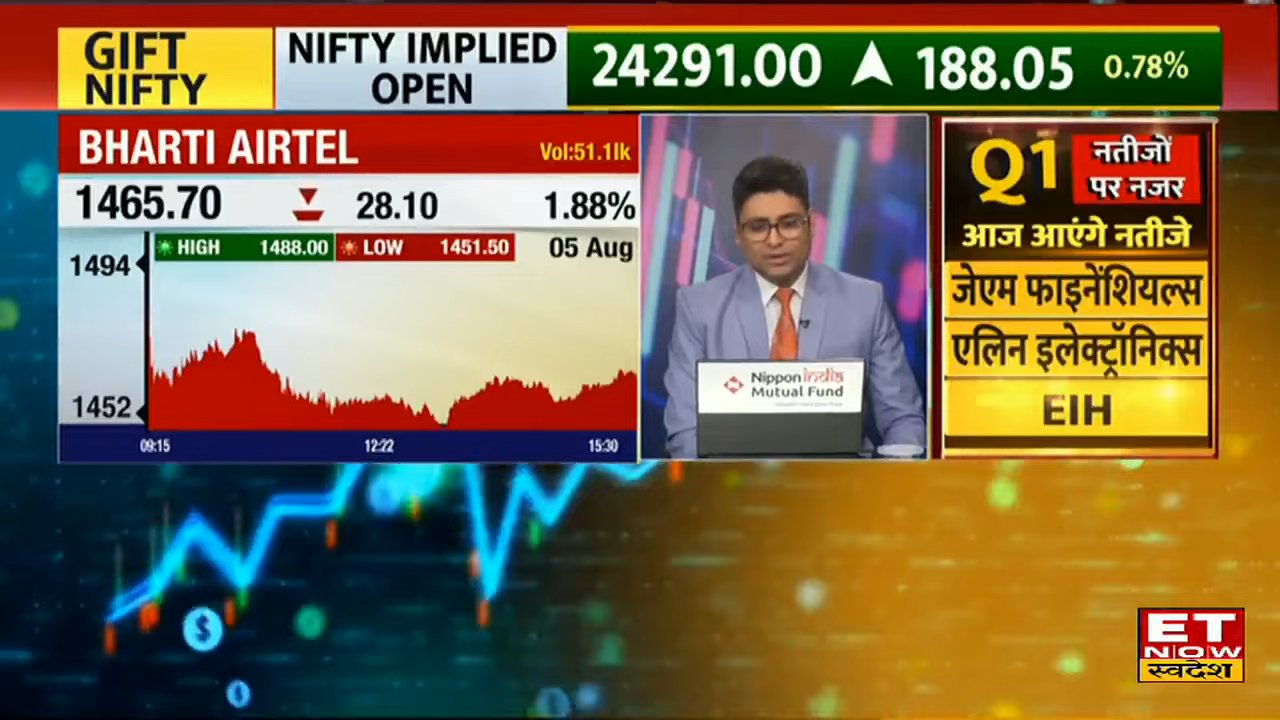 GIFT
NIFTY
NIFTY IMPLIED
OPEN
24291.00 188.05 0.78%
BHARTI AIRTEL
Vol:51.1lk
1465.70 28.10 1.88%
HIGH 1488.00 LOW 1451.50 05 Aug
1494
1452
09:15 12:22 15:30
Nippon india
Mutual Fund
Q1
नतीजों
पर नजर
आज आएंगे नतीजे
जेएम फाइनेंशियल्स
एलिन इलेक्ट्रॉनिक्स
EIH
$
ET
NOW
स्वदेश